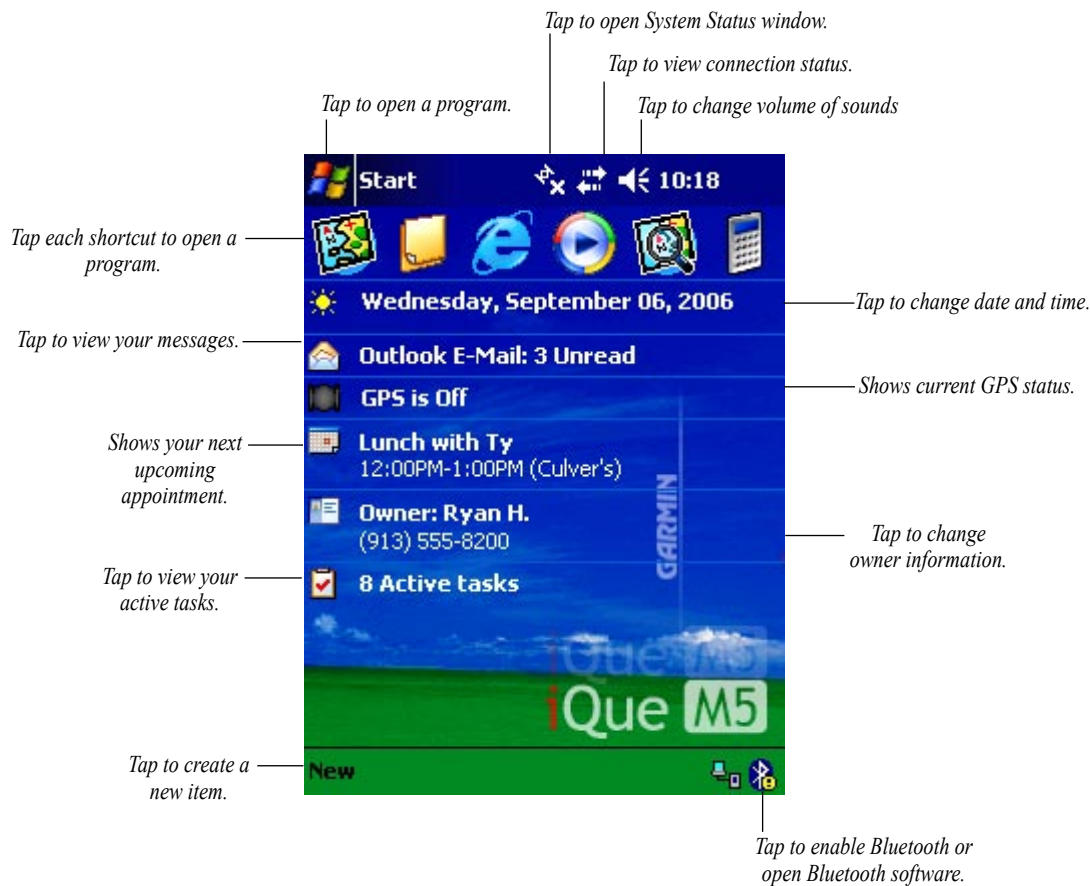 Tap to open System Status window.
Tap to view connection status.
Tap to open a program.
Tap to change volume of sounds
Start
10:18
Tap each shortcut to open a
program.
Wednesday, September 06, 2006
Tap to change date and time.
Tap to view your messages.
Outlook E-Mail: 3 Unread
GPS is Off
Shows current GPS status.
Shows your next
upcoming
appointment.
Lunch with Ty
12:00PM-1:00PM (Culver's)
GARMIN
Owner: Ryan H.
(913) 555-8200
Tap to change
owner information.
Tap to view your
active tasks.
8 Active tasks
Que M5
iQue M5
Tap to create a
new item.
New
Tap to enable Bluetooth or
open Bluetooth software.